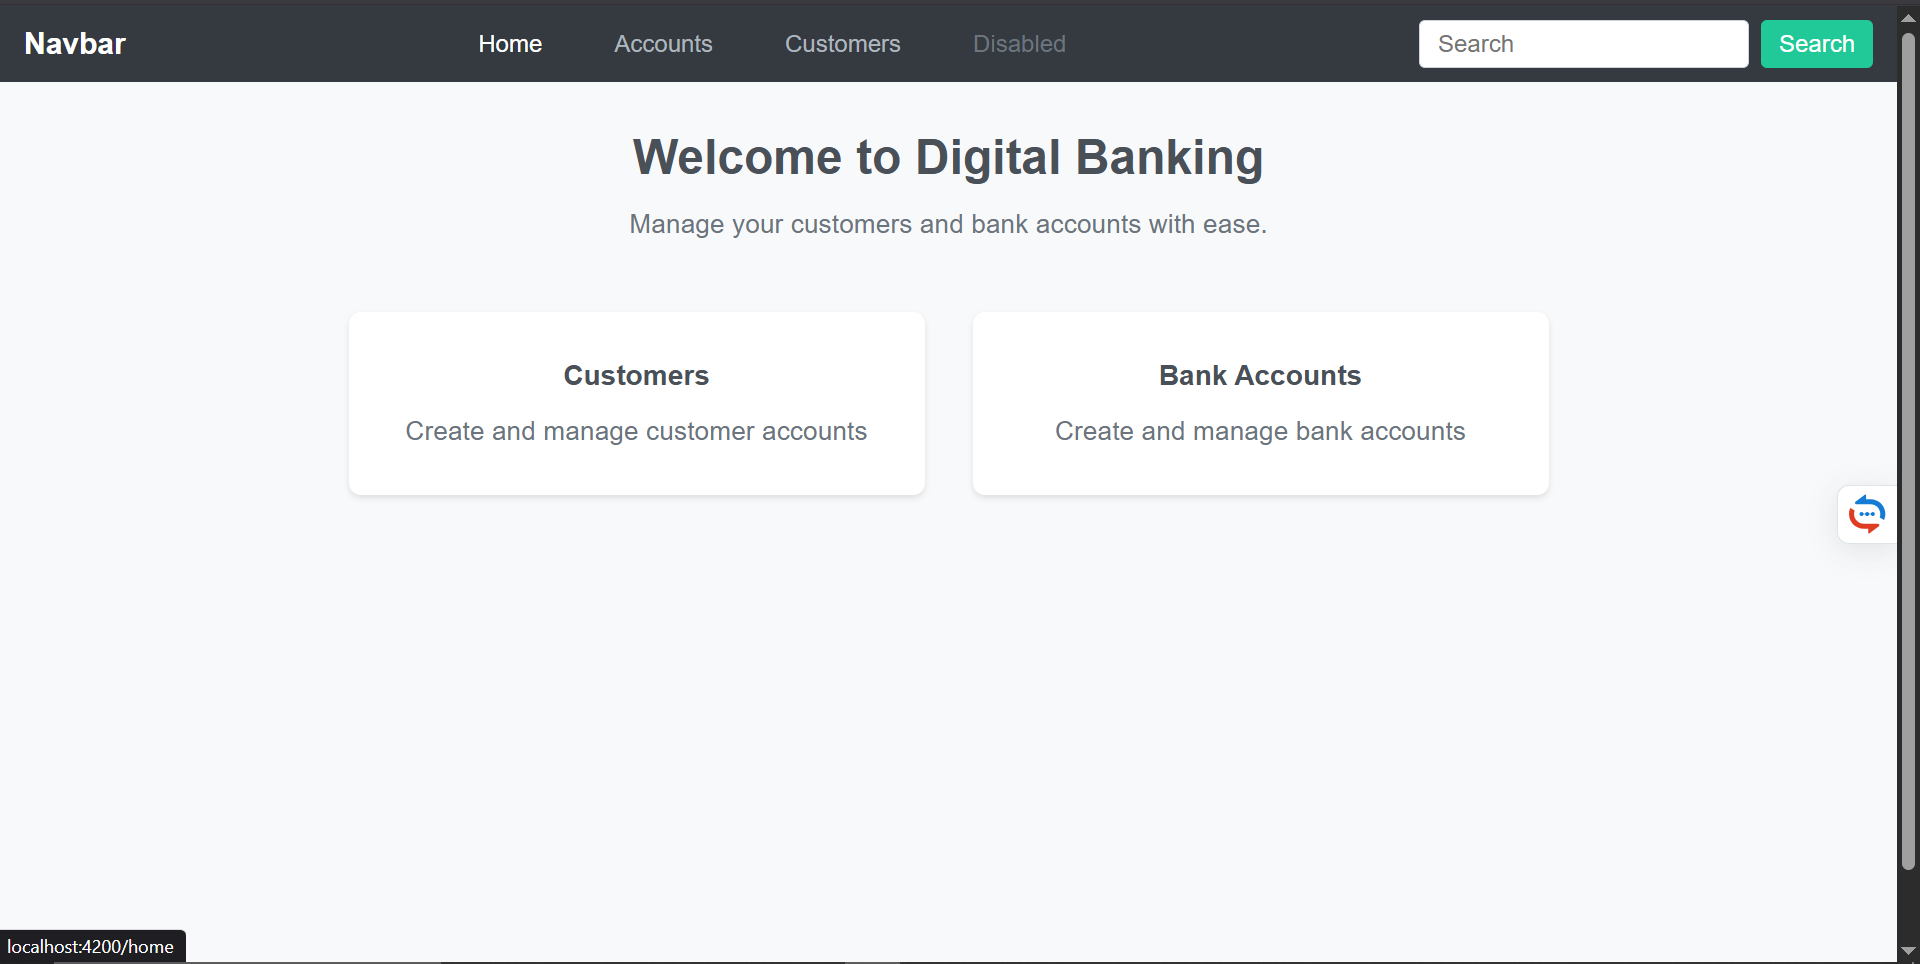 Navbar Home Accounts Customers Disabled Search Search
Welcome to Digital Banking
Manage your customers and bank accounts with ease.
Customers
Create and manage customer accounts
Bank Accounts
Create and manage bank accounts
localhost:4200/home